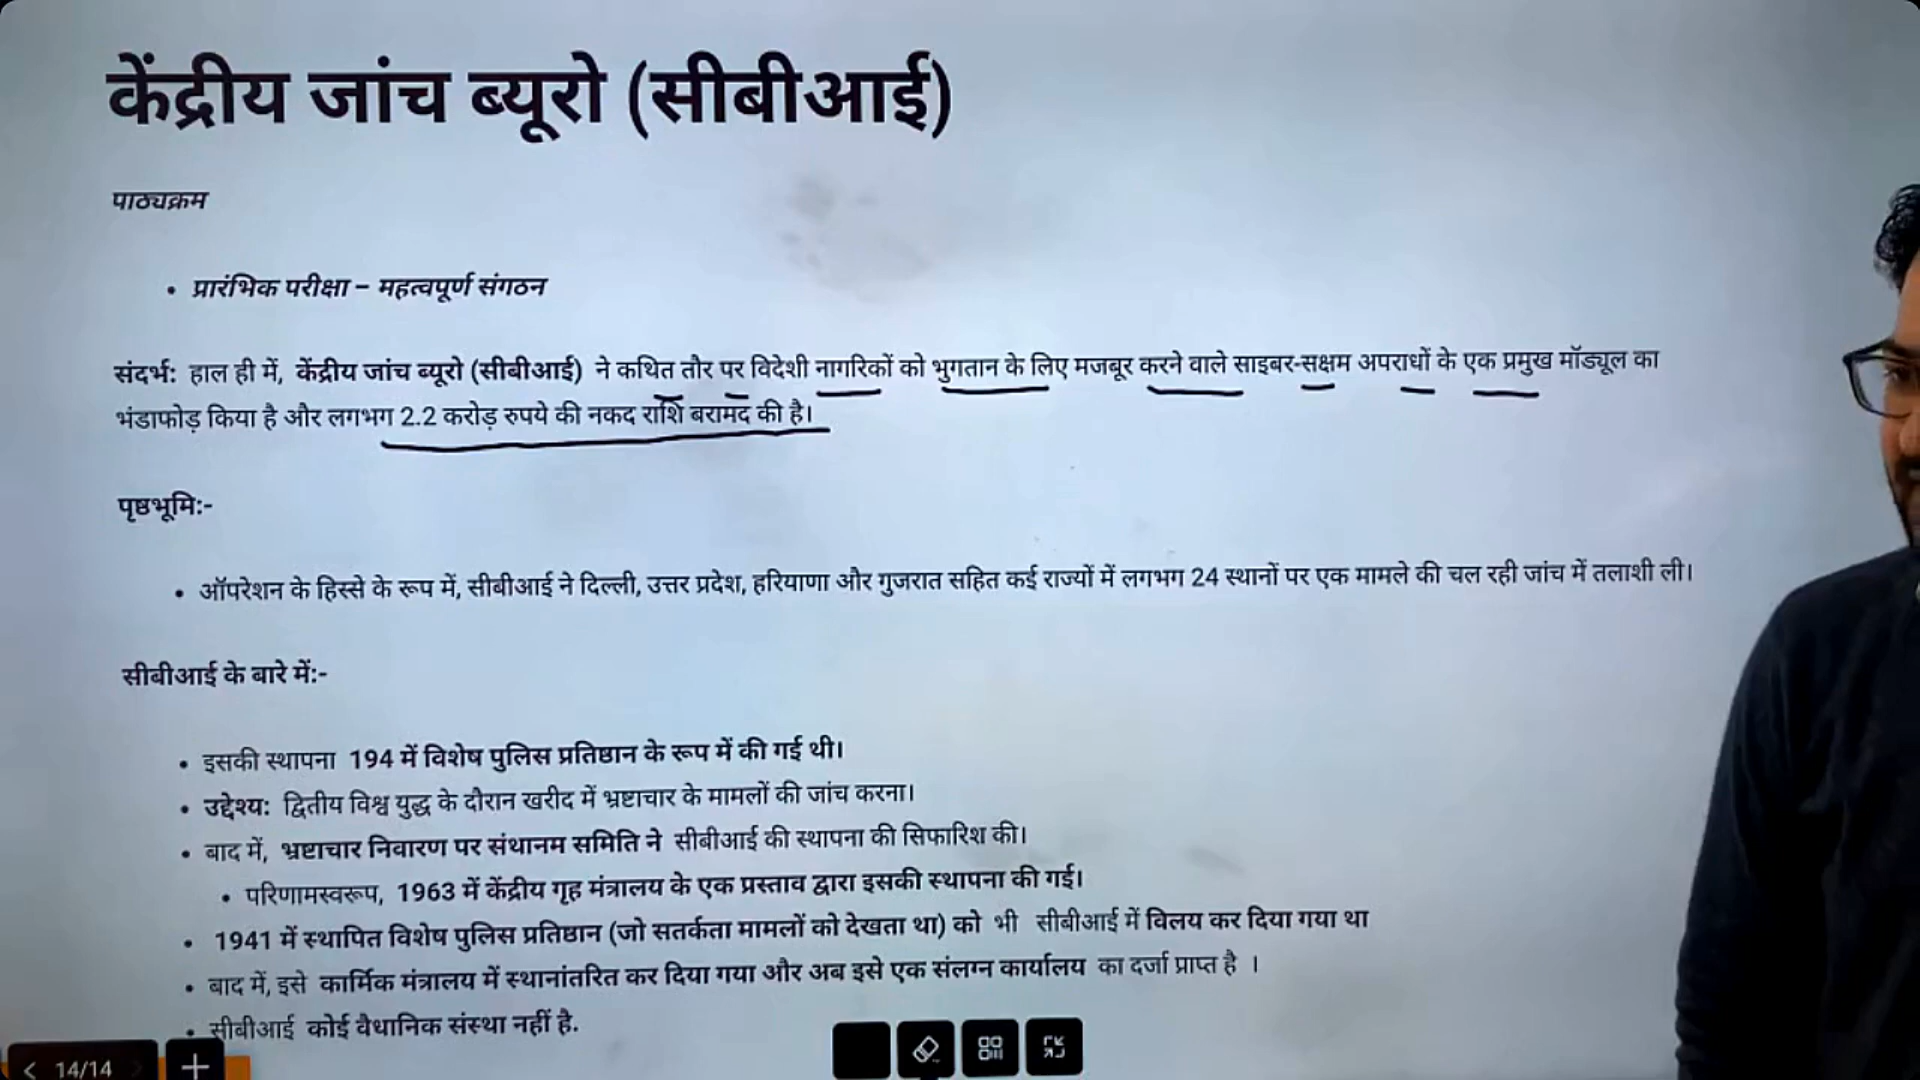 केंद्रीय जांच ब्यूरो (सीबीआई)
पाठ्यक्रम
• प्रारंभिक परीक्षा – महत्वपूर्ण संगठन
संदर्भ: हाल ही में, केंद्रीय जांच ब्यूरो (सीबीआई) ने कथित तौर पर विदेशी नागरिकों को भुगतान के लिए मजबूर करने वाले साइबर-सक्षम अपराधों के एक प्रमुख मॉड्यूल का
भंडाफोड़ किया है और लगभग 2.2 करोड़ रुपये की नकद राशि बरामद की है।
पृष्ठभूमि:-
• ऑपरेशन के हिस्से के रूप में, सीबीआई ने दिल्ली, उत्तर प्रदेश, हरियाणा और गुजरात सहित कई राज्यों में लगभग 24 स्थानों पर एक मामले की चल रही जांच में तलाशी ली।
सीबीआई के बारे में:-
• इसकी स्थापना 194 में विशेष पुलिस प्रतिष्ठान के रूप में की गई थी।
• उद्देश्य: द्वितीय विश्व युद्ध के दौरान खरीद में भ्रष्टाचार के मामलों की जांच करना।
• बाद में, भ्रष्टाचार निवारण पर संथानम समिति ने सीबीआई की स्थापना की सिफारिश की।
• परिणामस्वरूप, 1963 में केंद्रीय गृह मंत्रालय के एक प्रस्ताव द्वारा इसकी स्थापना की गई।
• 1941 में स्थापित विशेष पुलिस प्रतिष्ठान (जो सतर्कता मामलों को देखता था) को भी सीबीआई में विलय कर दिया गया था
• बाद में, इसे कार्मिक मंत्रालय में स्थानांतरित कर दिया गया और अब इसे एक संलग्न कार्यालय का दर्जा प्राप्त है ।
• सीबीआई कोई वैधानिक संस्था नहीं है.
< 14/14 > +